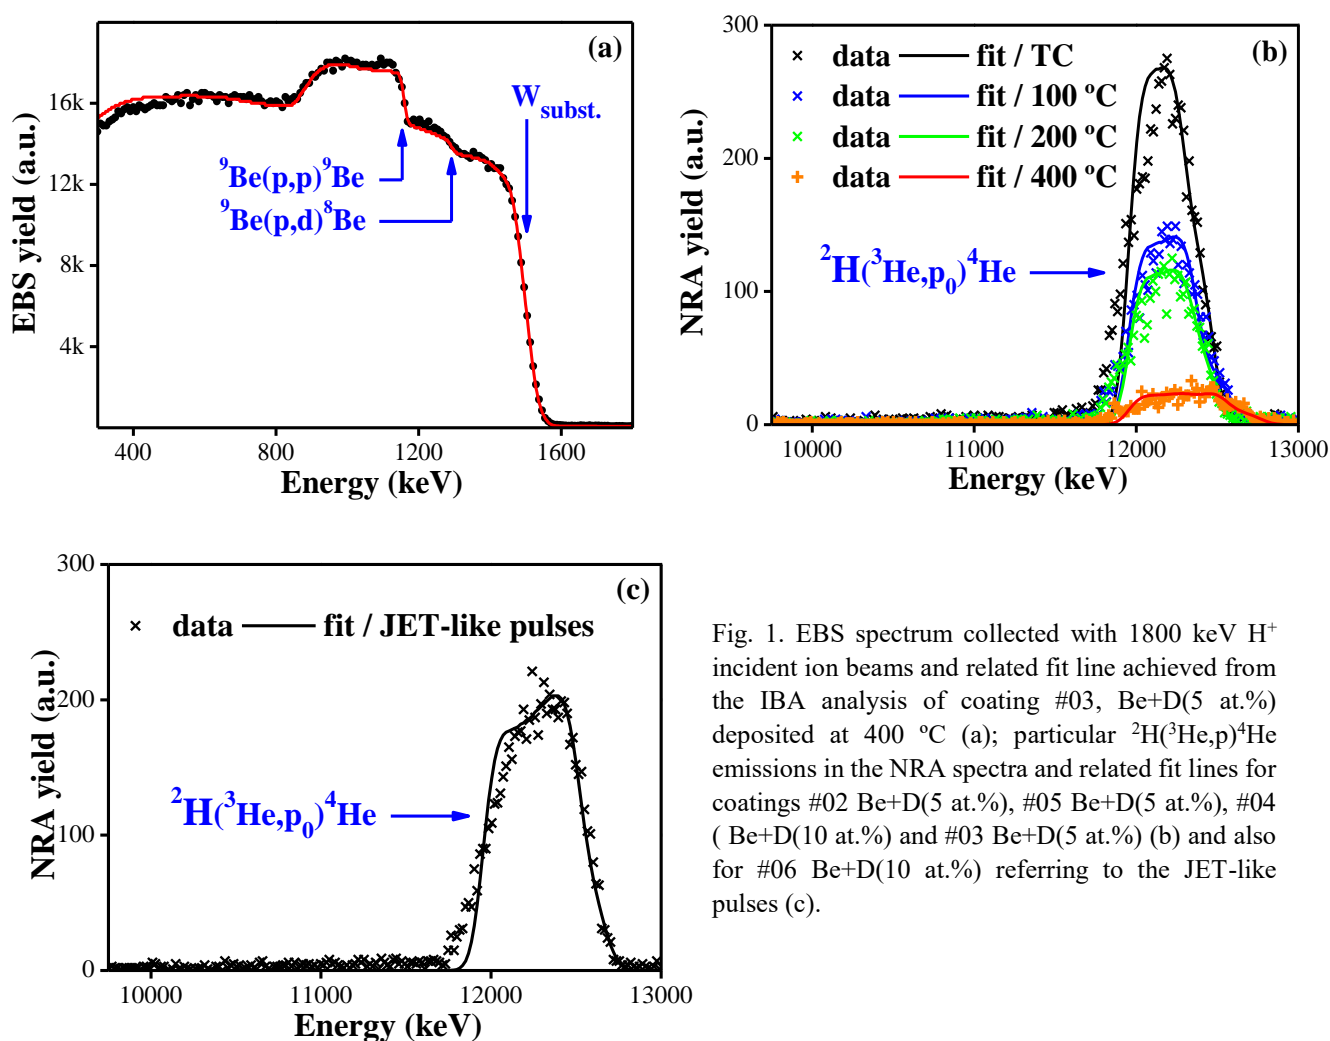 (a)
16k
12k
8k
4k
EBS yield (a.u.)
W subst.
⁹Be(p,p)⁹Be
⁹Be(p,d)⁸Be
400 800 1200 1600
Energy (keV)
(b)
300
200
100
0
NRA yield (a.u.)
data fit / TC
data fit / 100 ºC
data fit / 200 ºC
data fit / 400 ºC
²H(³He,p₀)⁴He
10000 11000 12000 13000
Energy (keV)
(c)
300
200
100
0
NRA yield (a.u.)
data fit / JET-like pulses
²H(³He,p₀)⁴He
10000 11000 12000 13000
Energy (keV)
Fig. 1. EBS spectrum collected with 1800 keV H⁺
incident ion beams and related fit line achieved from
the IBA analysis of coating #03, Be+D(5 at.%)
deposited at 400 ºC (a); particular ²H(³He,p)⁴He
emissions in the NRA spectra and related fit lines for
coatings #02 Be+D(5 at.%), #05 Be+D(5 at.%), #04
( Be+D(10 at.%) and #03 Be+D(5 at.%) (b) and also
for #06 Be+D(10 at.%) referring to the JET-like
pulses (c).